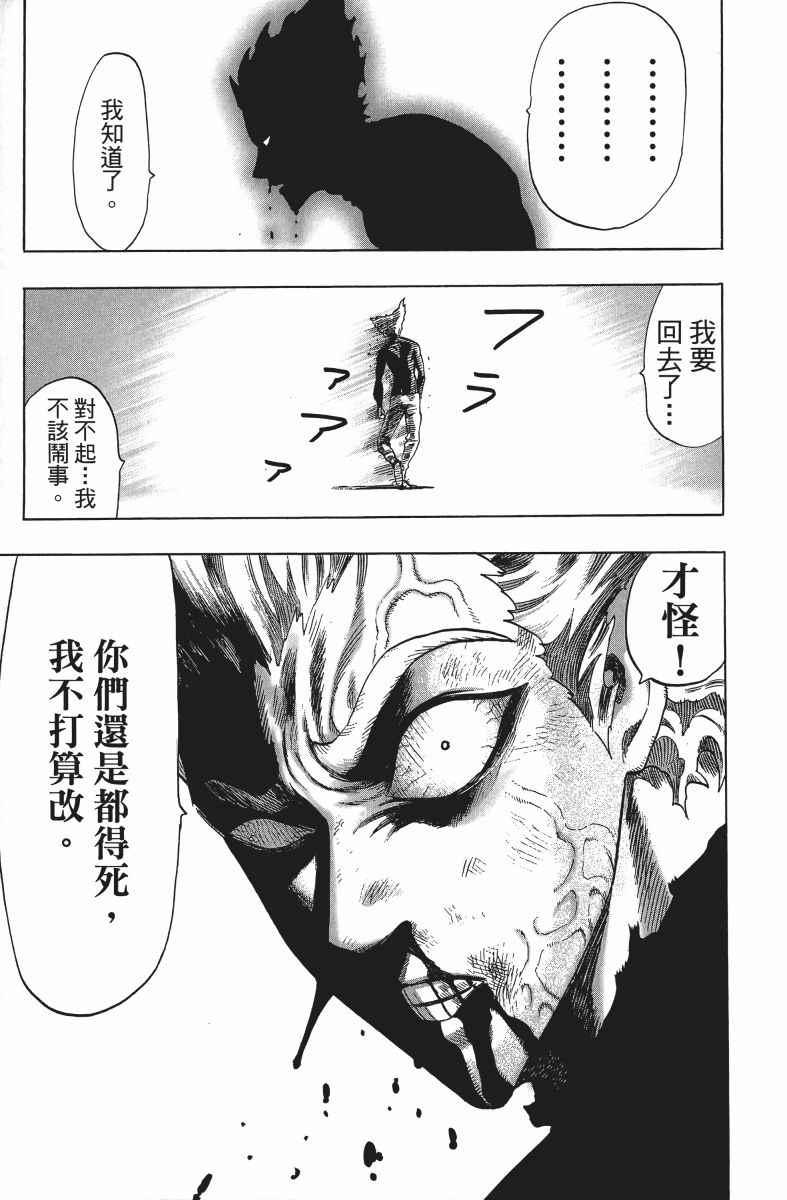 ………
………
………
我知道了。
我要
回去了…
フラ
ァ
ァ
ァ
對不起…我
不該鬧事。
才怪！
你們還是都得死，
我不打算改。